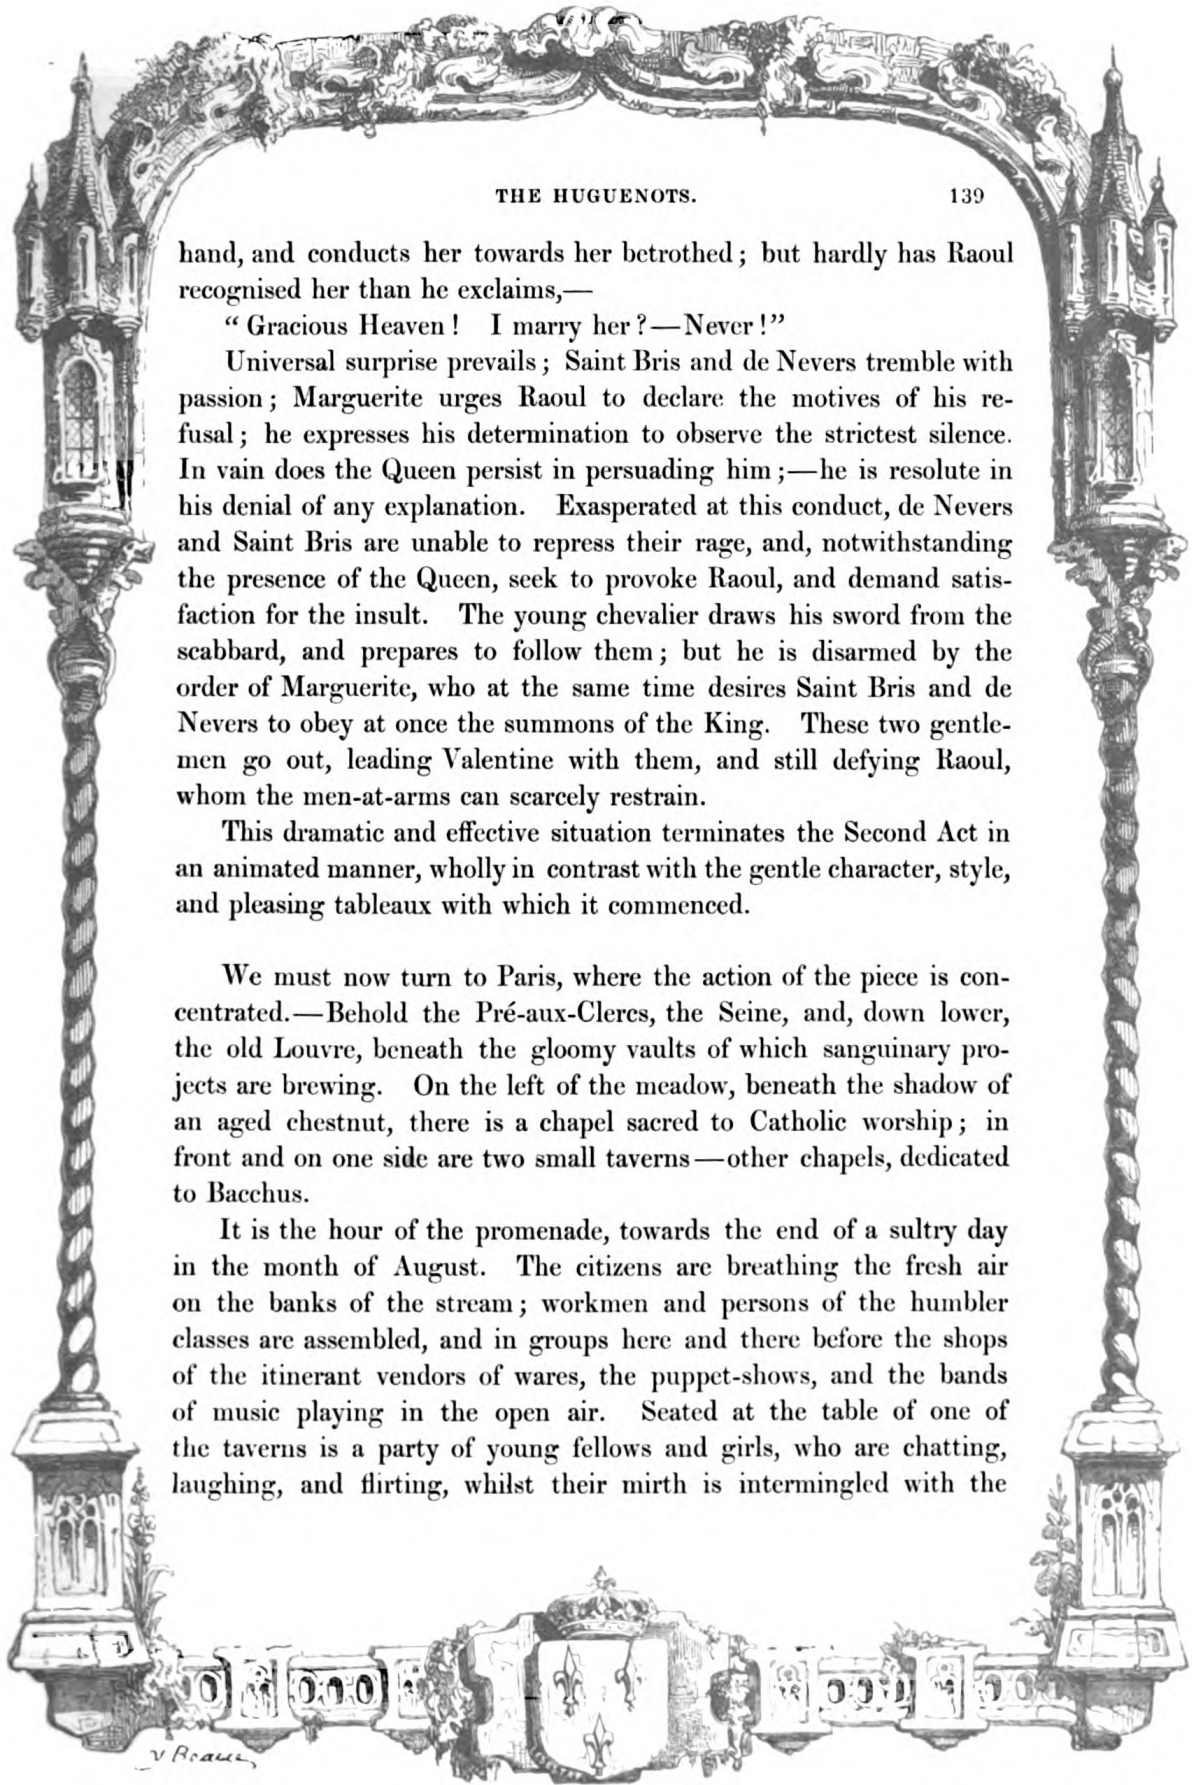 THE HUGUENOTS. 139
hand, and conducts her towards her betrothed; but hardly has Raoul
recognised her than he exclaims,—
“Gracious Heaven! I marry her?—Never!”
Universal surprise prevails; Saint Bris and de Nevers tremble with
passion; Marguerite urges Raoul to declare the motives of his re-
fusal; he expresses his determination to observe the strictest silence.
In vain does the Queen persist in persuading him;—he is resolute in
his denial of any explanation. Exasperated at this conduct, de Nevers
and Saint Bris are unable to repress their rage, and, notwithstanding
the presence of the Queen, seek to provoke Raoul, and demand satis-
faction for the insult. The young chevalier draws his sword from the
scabbard, and prepares to follow them; but he is disarmed by the
order of Marguerite, who at the same time desires Saint Bris and de
Nevers to obey at once the summons of the King. These two gentle-
men go out, leading Valentine with them, and still defying Raoul,
whom the men-at-arms can scarcely restrain.
This dramatic and effective situation terminates the Second Act in
an animated manner, wholly in contrast with the gentle character, style,
and pleasing tableaux with which it commenced.
We must now turn to Paris, where the action of the piece is con-
centrated.—Behold the Pré-aux-Clercs, the Seine, and, down lower,
the old Louvre, beneath the gloomy vaults of which sanguinary pro-
jects are brewing. On the left of the meadow, beneath the shadow of
an aged chestnut, there is a chapel sacred to Catholic worship; in
front and on one side are two small taverns—other chapels, dedicated
to Bacchus.
It is the hour of the promenade, towards the end of a sultry day
in the month of August. The citizens are breathing the fresh air
on the banks of the stream; workmen and persons of the humbler
classes are assembled, and in groups here and there before the shops
of the itinerant vendors of wares, the puppet-shows, and the bands
of music playing in the open air. Seated at the table of one of
the taverns is a party of young fellows and girls, who are chatting,
laughing, and flirting, whilst their mirth is intermingled with the